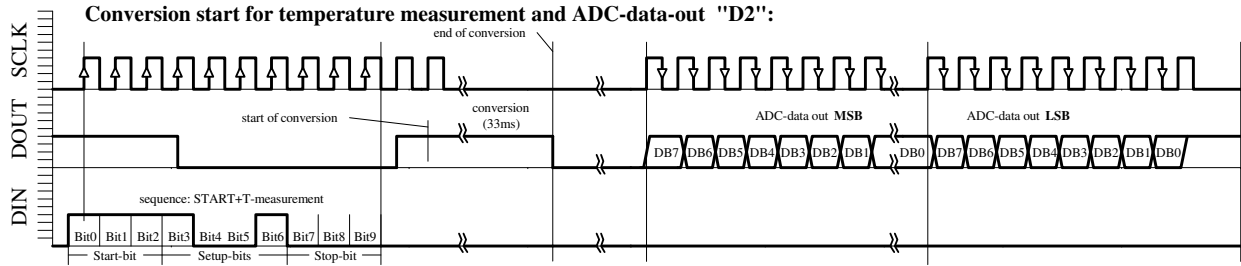 Conversion start for temperature measurement and ADC-data-out "D2":
end of conversion
SCLK
start of conversion
conversion
(33ms)
ADC-data out MSB
ADC-data out LSB
DOUT
DB7 DB6 DB5 DB4 DB3 DB2 DB1 DB0 DB7 DB6 DB5 DB4 DB3 DB2 DB1 DB0
sequence: START+T-measurement
DIN
Bit0 Bit1 Bit2 Bit3 Bit4 Bit5 Bit6 Bit7 Bit8 Bit9
Start-bit Setup-bits Stop-bit